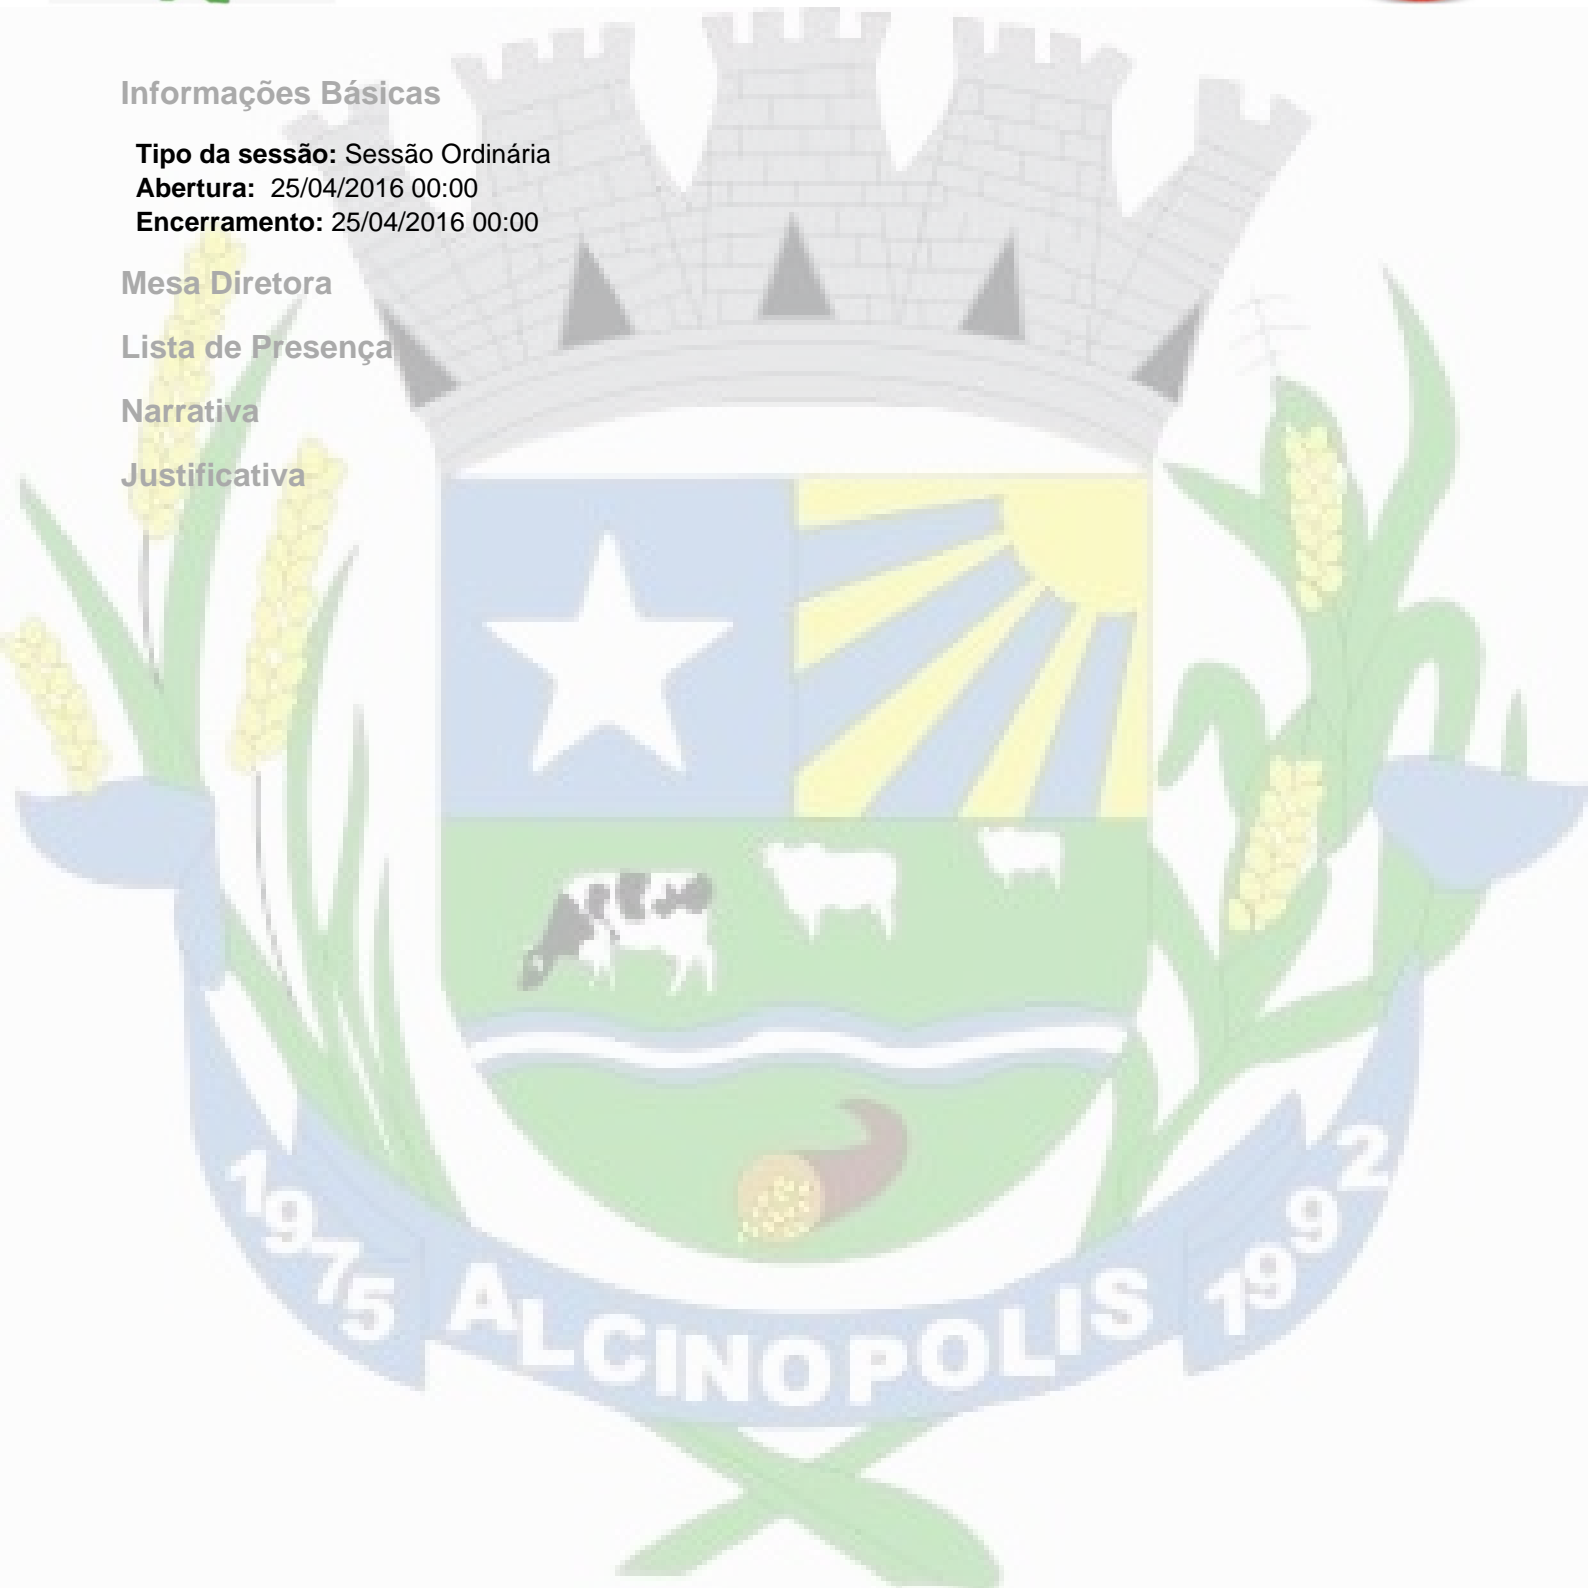 Informações Básicas
Tipo da sessão: Sessão Ordinária
Abertura: 25/04/2016 00:00
Encerramento: 25/04/2016 00:00
Mesa Diretora
Lista de Presença
Narrativa
Justificativa
1975 ALCINOPOLIS 1992